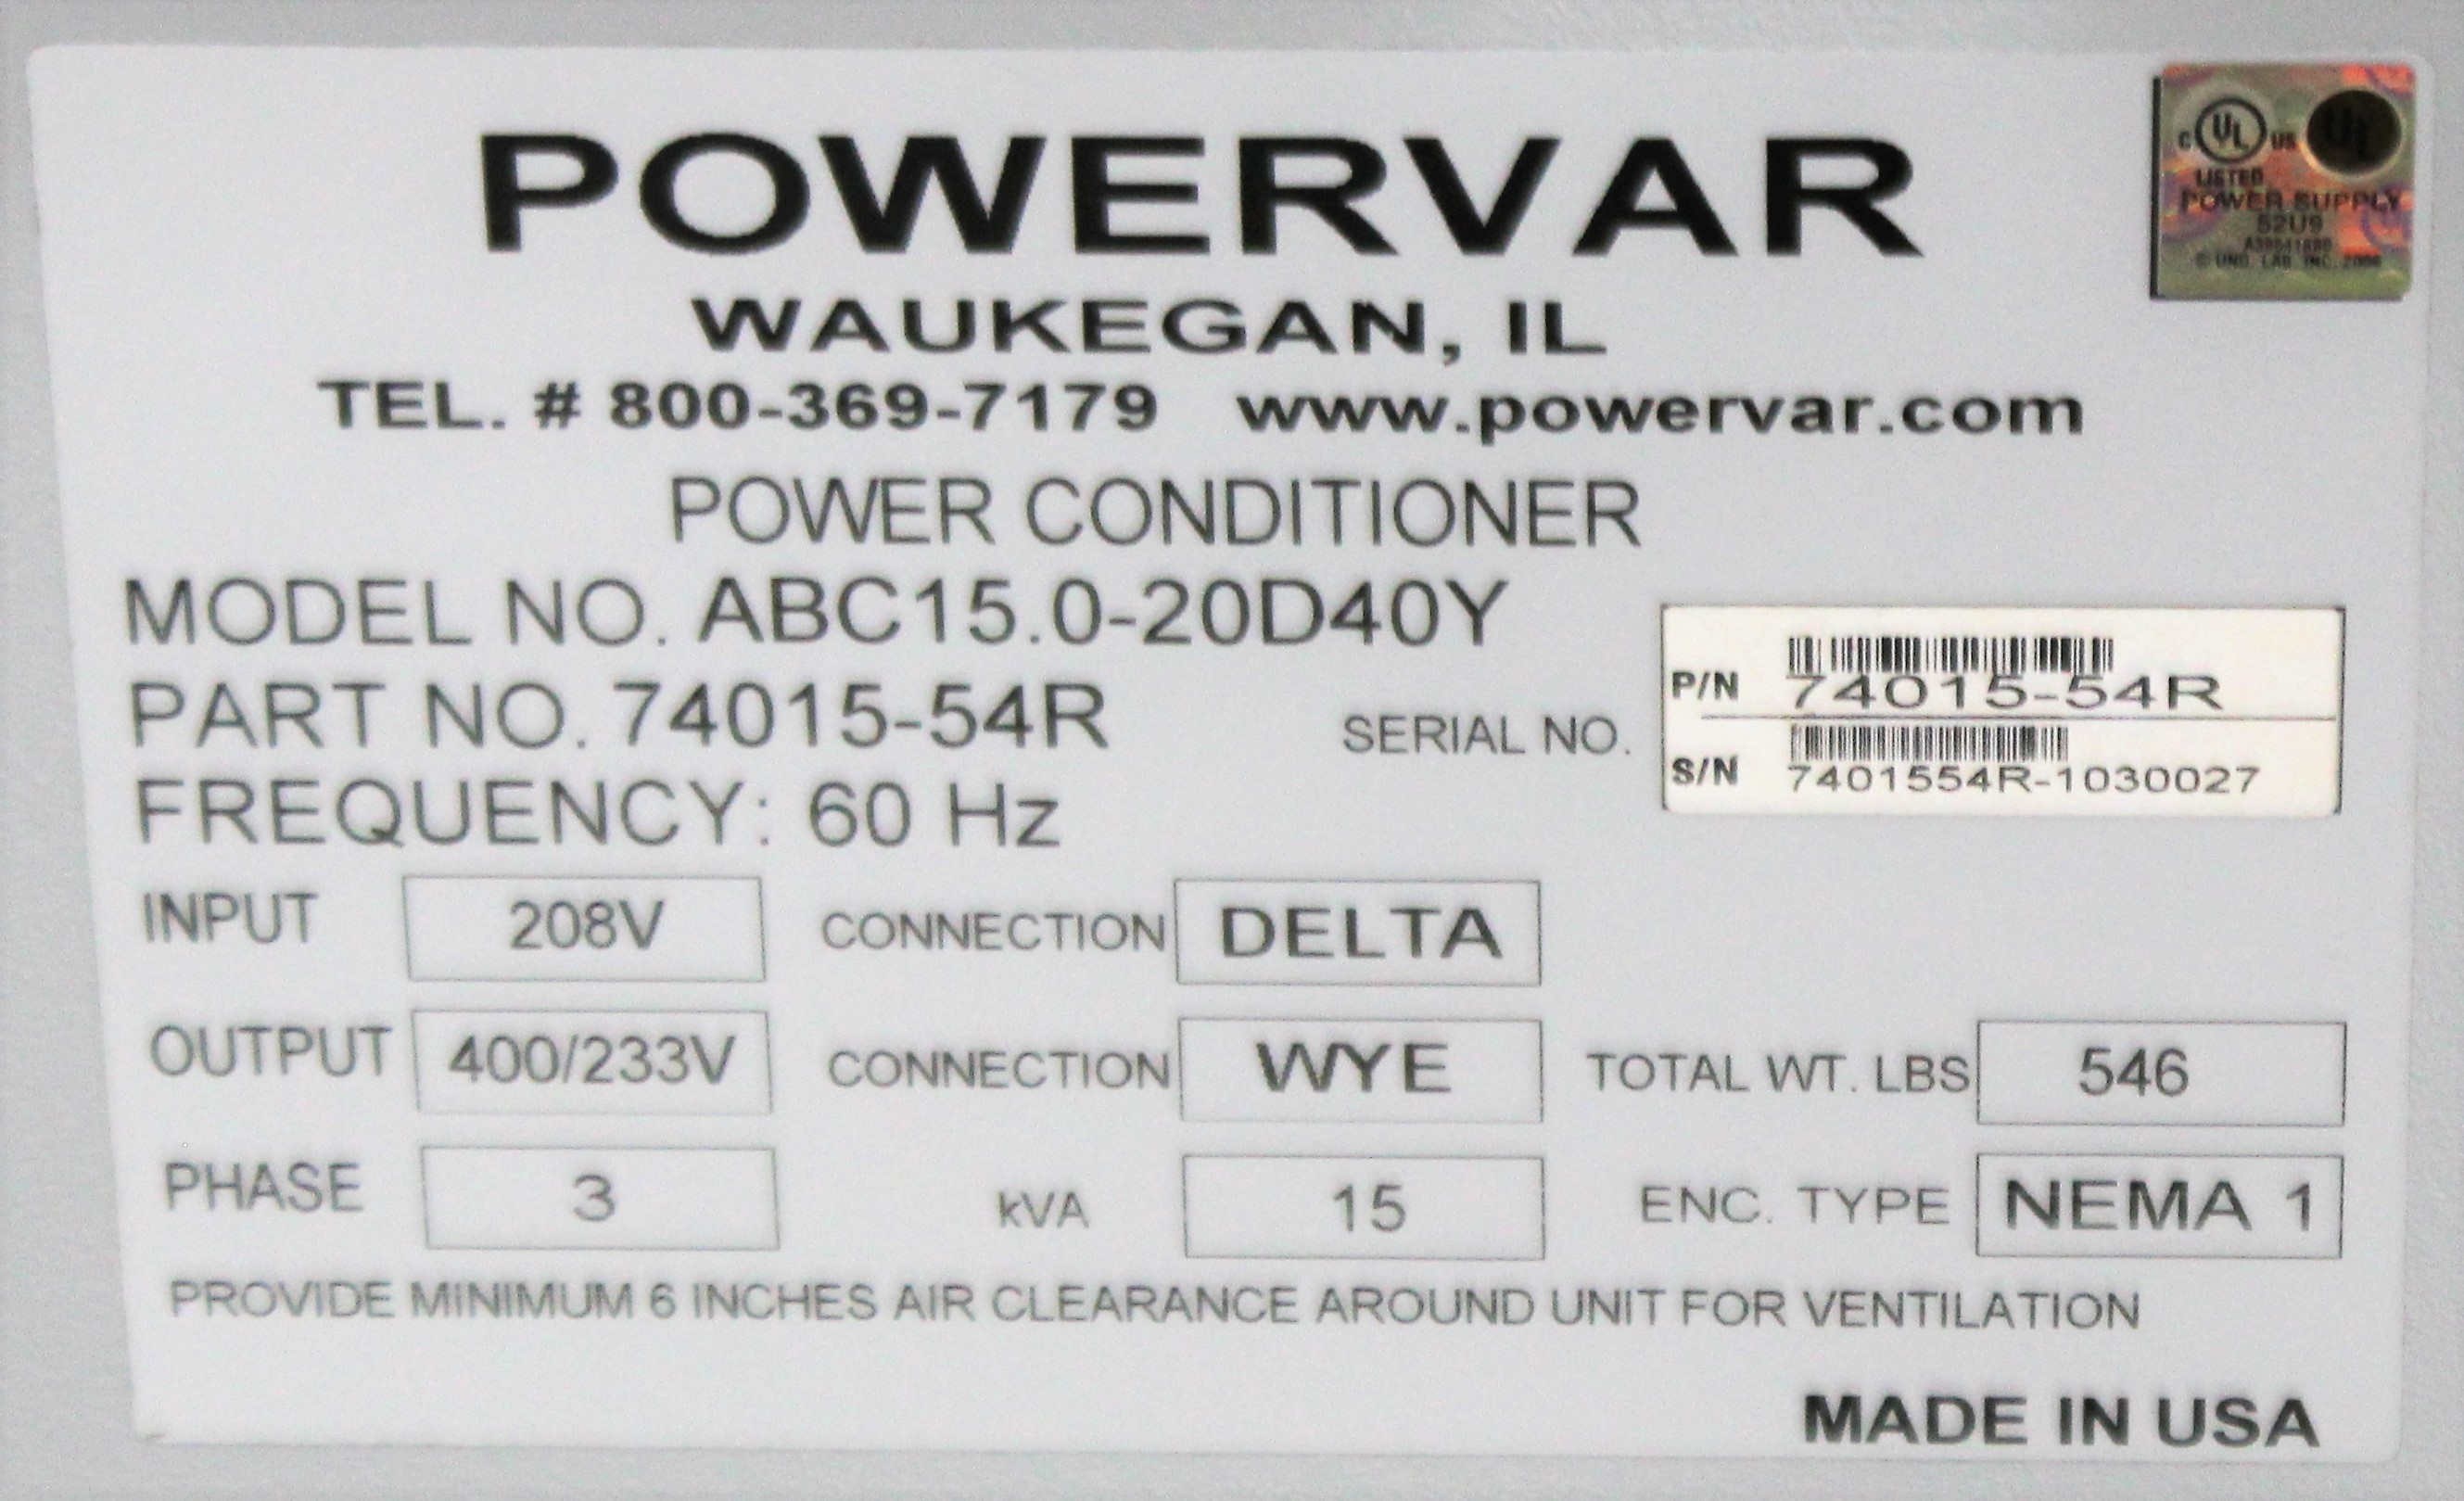 POWERVAR
C UL US UL
LISTED
POWER SUPPLY
52U9
WAUKEGAN, IL
TEL. # 800-369-7179 www.powervar.com
POWER CONDITIONER
MODEL NO. ABC15.0-20D40Y
PART NO. 74015-54R
SERIAL NO.
P/N 74015-54R
S/N 7401554R-1030027
FREQUENCY: 60 Hz
INPUT 208V CONNECTION DELTA
OUTPUT 400/233V CONNECTION WYE TOTAL WT. LBS 546
PHASE 3 kVA 15 ENC. TYPE NEMA 1
PROVIDE MINIMUM 6 INCHES AIR CLEARANCE AROUND UNIT FOR VENTILATION
MADE IN USA